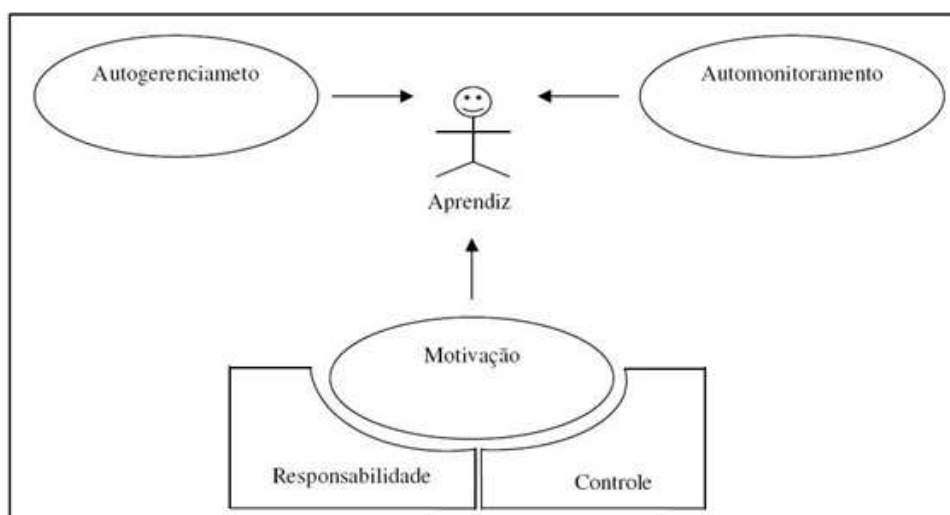 Autogerenciameto
Automonitoramento
Aprendiz
Motivação
Responsabilidade
Controle